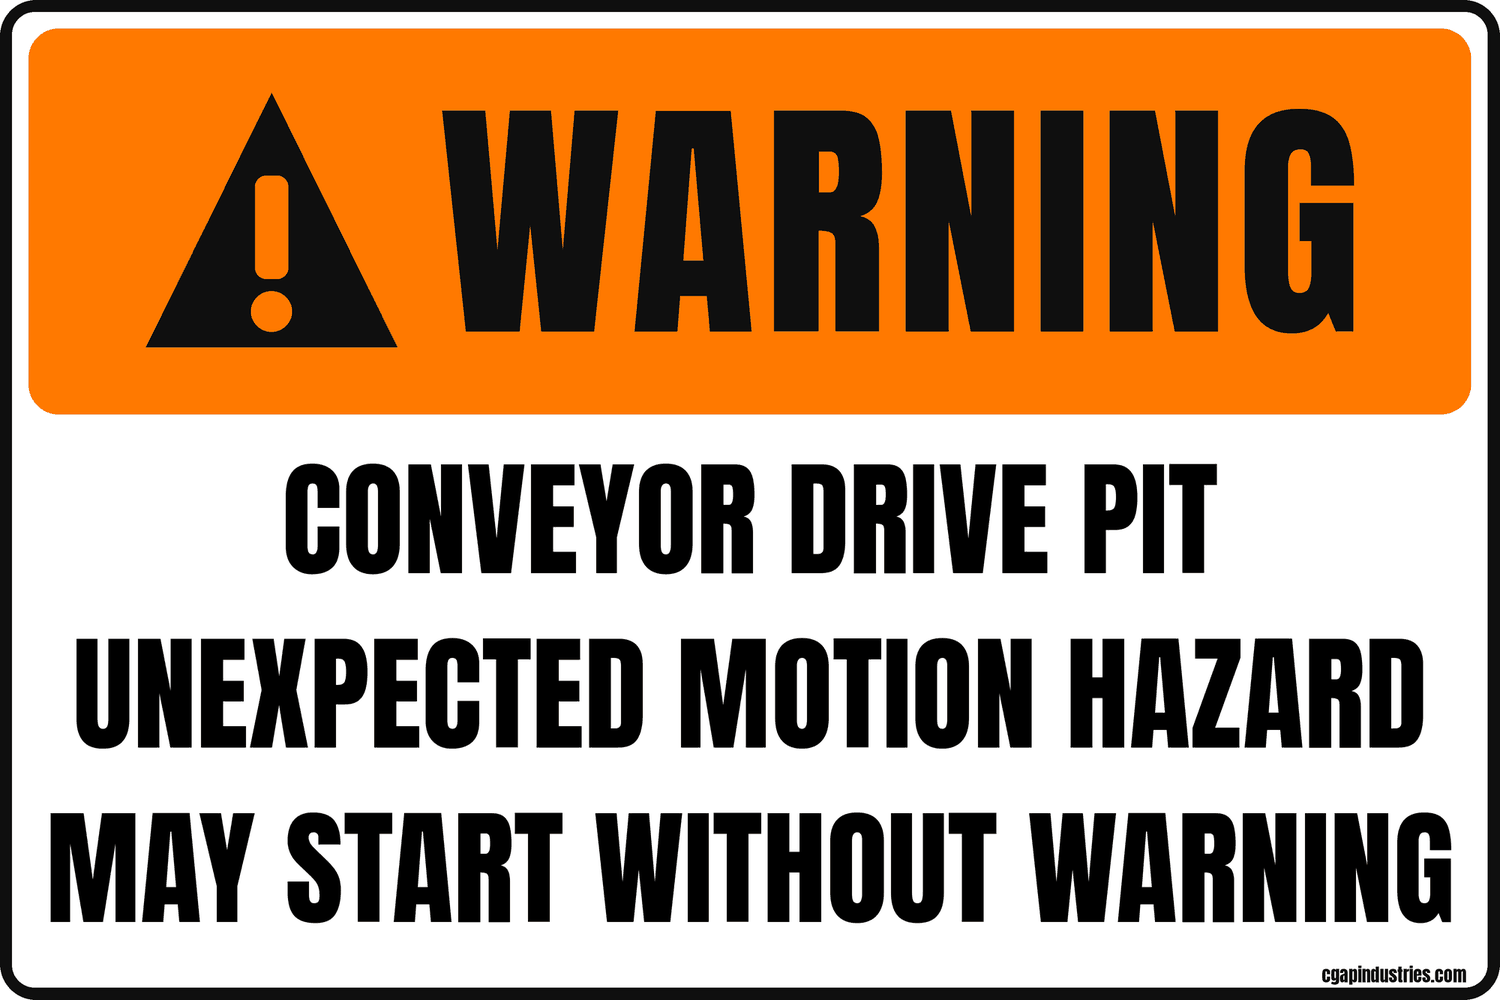 WARNING
CONVEYOR DRIVE PIT
UNEXPECTED MOTION HAZARD
MAY START WITHOUT WARNING
cgapindustries.com